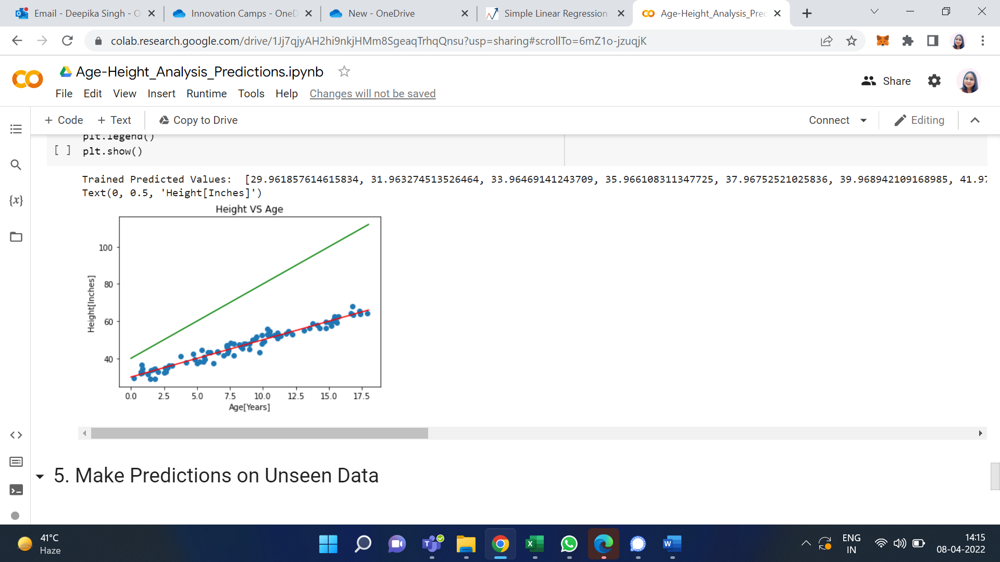 Email - Deepika Singh - O
Innovation Camps - OneD
New - OneDrive
Simple Linear Regression
Age-Height_Analysis_Prec
colab.research.google.com/drive/1Jj7qjyAH2hi9nkjHMm8SgeaqTrhqQnsu?usp=sharing#scrollTo=6mZ1o-jzuqjK
Age-Height_Analysis_Predictions.ipynb
Share
File Edit View Insert Runtime Tools Help Changes will not be saved
+ Code + Text Copy to Drive Connect Editing
plt.legend()
[ ] plt.show()
Trained Predicted Values:  [29.961857614615834, 31.963274513526464, 33.96469141243709, 35.966108311347725, 37.96752521025836, 39.968942109168985, 41.97
Text(0, 0.5, 'Height[Inches]')
Height VS Age
100
80
60
40
Height[Inches]
0.0 2.5 5.0 7.5 10.0 12.5 15.0 17.5
Age[Years]
{x}
5. Make Predictions on Unseen Data
41°C
Haze
ENG
IN
14:15
08-04-2022